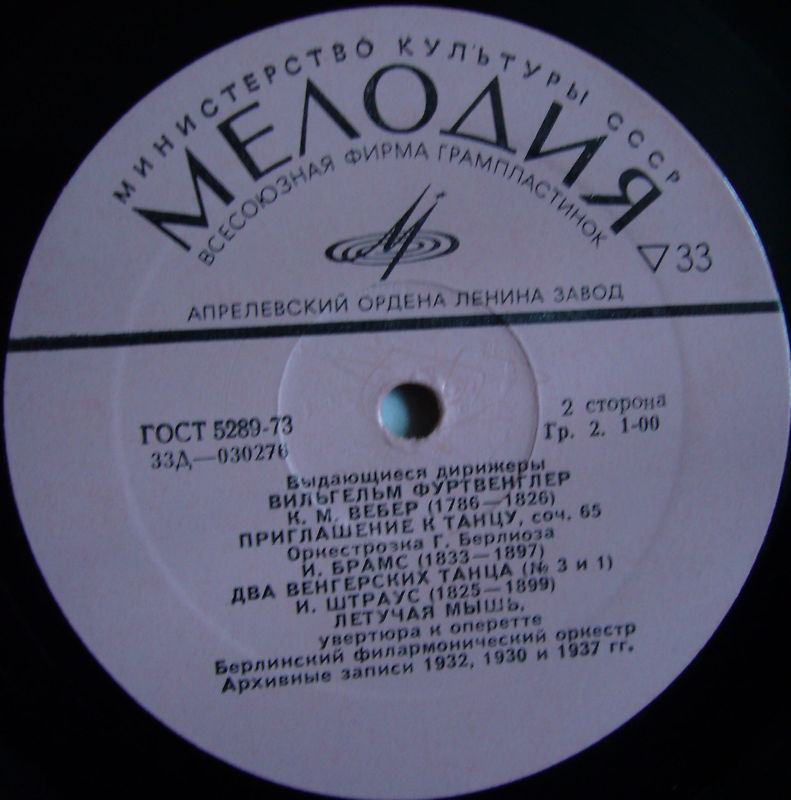 МИНИСТЕРСТВО КУЛЬТУРЫ СССР
МЕЛОДИЯ
ВСЕСОЮЗНАЯ ФИРМА ГРАМПЛАСТИНОК
33
АПРЕЛЕВСКИЙ ОРДЕНА ЛЕНИНА ЗАВОД
ГОСТ 5289-73
33Д—030276
2 сторона
Гр. 2. 1-00
Выдающиеся дирижеры
ВИЛЬГЕЛЬМ ФУРТВЕНГЛЕР
К. М. ВЕБЕР (1786—1826)
ПРИГЛАШЕНИЕ К ТАНЦУ, соч. 65
Оркестрозка Г. Берлиоза
И. БРАМС (1833—1897)
ДВА ВЕНГЕРСКИХ ТАНЦА (№ 3 и 1)
И. ШТРАУС (1825—1899)
ЛЕТУЧАЯ МЫШЬ,
увертюра к оперетте
Берлинский филармонический оркестр
Архивные записи 1932, 1930 и 1937 гг.